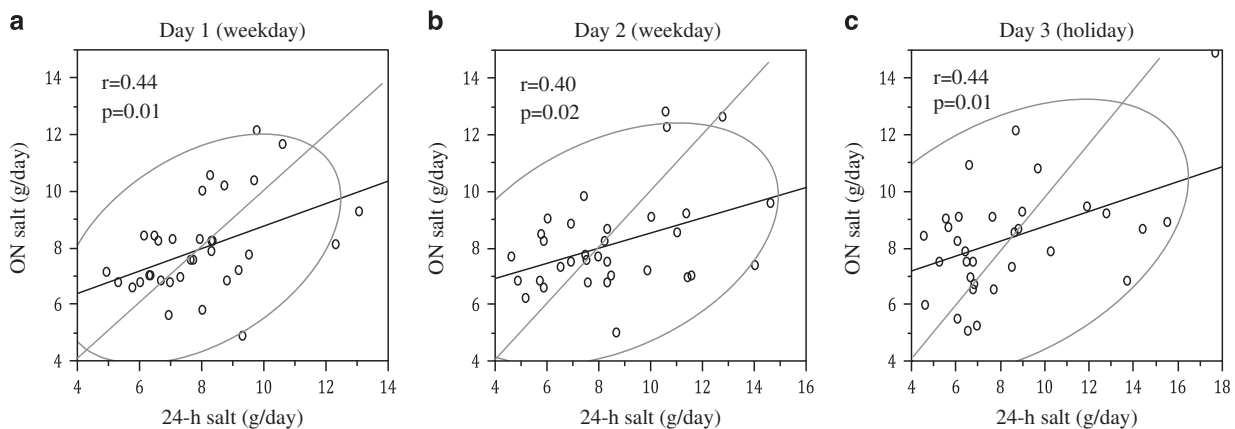 a
Day 1 (weekday)
r=0.44
p=0.01
ON salt (g/day)
14
12
10
8
6
4
4 6 8 10 12 14
24-h salt (g/day)
b
Day 2 (weekday)
r=0.40
p=0.02
ON salt (g/day)
14
12
10
8
6
4
4 6 8 10 12 14 16
24-h salt (g/day)
c
Day 3 (holiday)
r=0.44
p=0.01
ON salt (g/day)
14
12
10
8
6
4
4 6 8 10 12 14 16 18
24-h salt (g/day)